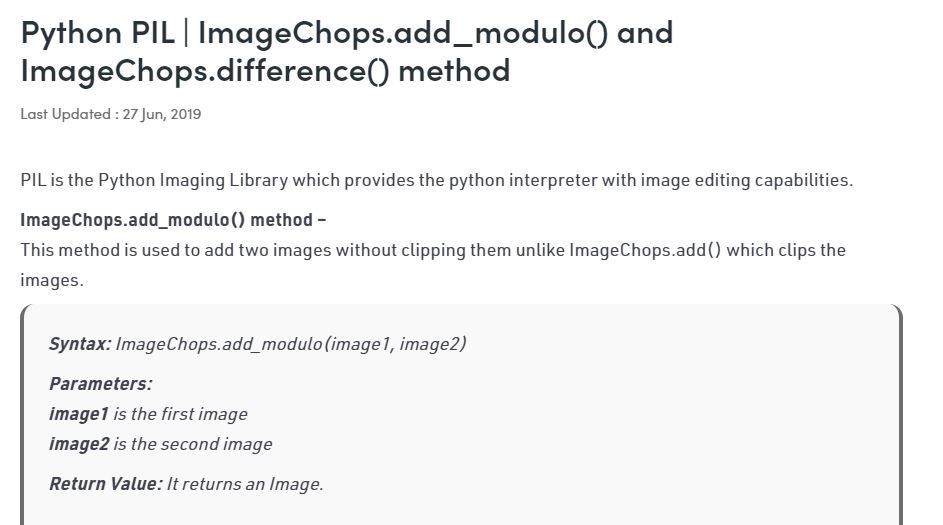 Python PIL | ImageChops.add_modulo() and
ImageChops.difference() method
Last Updated : 27 Jun, 2019
PIL is the Python Imaging Library which provides the python interpreter with image editing capabilities.
ImageChops.add_modulo() method –
This method is used to add two images without clipping them unlike ImageChops.add() which clips the
images.
Syntax: ImageChops.add_modulo(image1, image2)
Parameters:
image1 is the first image
image2 is the second image
Return Value: It returns an Image.